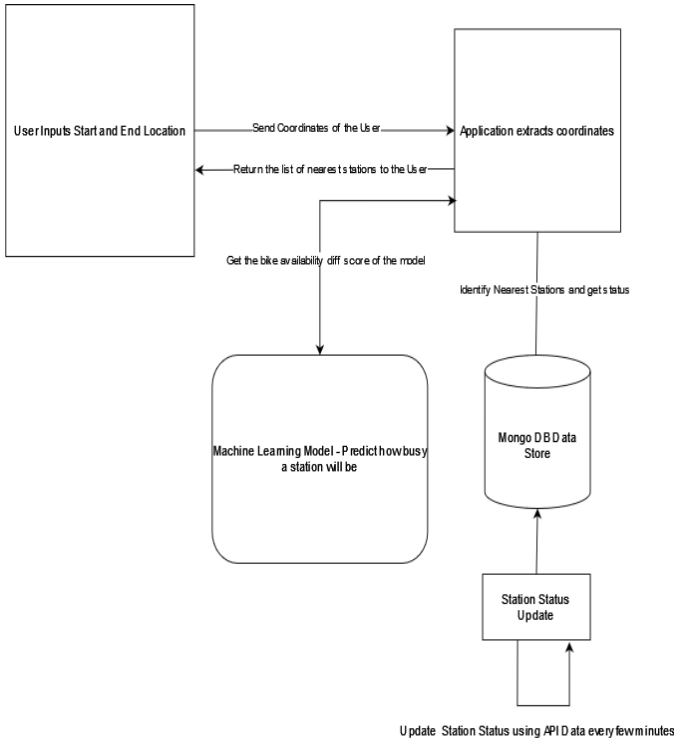 User Inputs Start and End Location
Send Coordinates of the User
Application extracts coordinates
Return the list of nearest stations to the User
Get the bike availability diff score of the model
Identify Nearest Stations and get status
Machine Learning Model - Predict how busy
a station will be
Mongo DB Data
Store
Station Status
Update
Update Station Status using API Data every few minutes